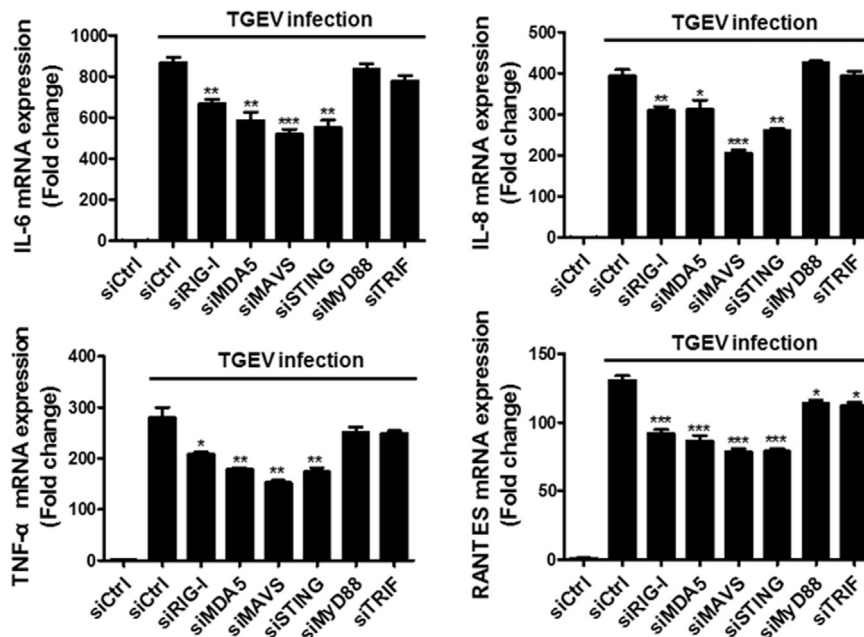 TGEV infection
IL-6 mRNA expression
(Fold change)
1000
800
600
400
200
0
** ** *** **
siCtrl siCtrl siRIG-I siMDA5 siMAVS siSTING siMyD88 siTRIF
TGEV infection
IL-8 mRNA expression
(Fold change)
500
400
300
200
100
0
** * *** **
siCtrl siCtrl siRIG-I siMDA5 siMAVS siSTING siMyD88 siTRIF
TGEV infection
TNF-α mRNA expression
(Fold change)
400
300
200
100
0
* ** ** **
siCtrl siCtrl siRIG-I siMDA5 siMAVS siSTING siMyD88 siTRIF
TGEV infection
RANTES mRNA expression
(Fold change)
150
100
50
0
*** *** *** *** * *
siCtrl siCtrl siRIG-I siMDA5 siMAVS siSTING siMyD88 siTRIF